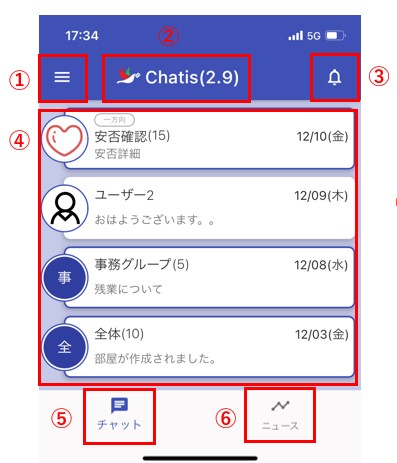 17:34
5G
②
①
Chatis(2.9)
③
④
一方向
安否確認(15)
12/10(金)
安否詳細
ユーザー2
12/09(木)
おはようございます。。
事
事務グループ(5)
12/08(水)
残業について
全
全体(10)
12/03(金)
部屋が作成されました。
⑤
チャット
⑥
ニュース